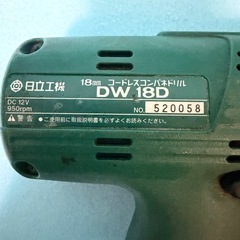 日立工機
18mm コードレスコンパネドリル
DW 18D
DC 12V
950rpm
NO. 520058
⚠警告
●ご使用前に取扱説明書をよくお読み下さい。